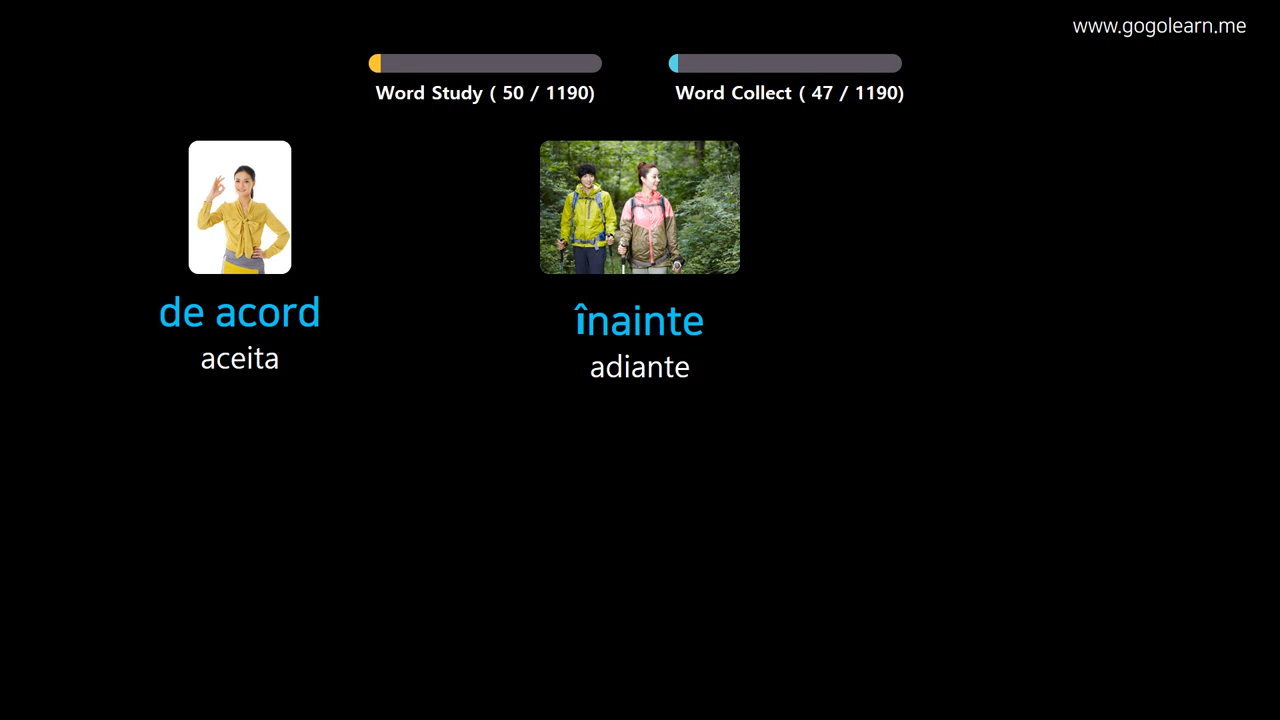 www.gogolearn.me
Word Study ( 50 / 1190)
Word Collect ( 47 / 1190)
de acord
aceita
înainte
adiante